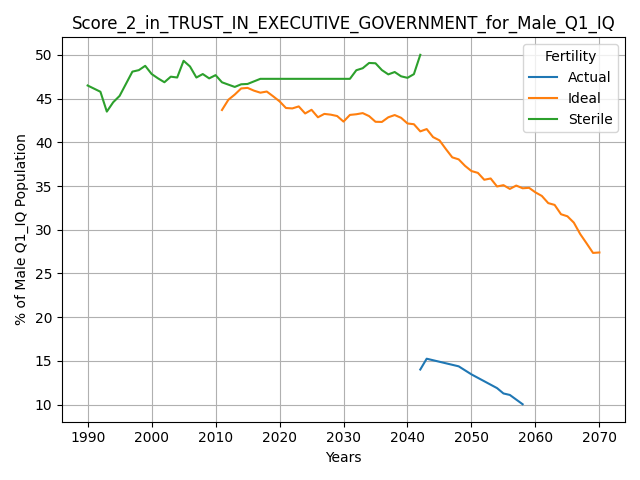 Score_2_in_TRUST_IN_EXECUTIVE_GOVERNMENT_for_Male_Q1_IQ
Fertility
Actual
Ideal
Sterile
% of Male Q1_IQ Population
50
45
40
35
30
25
20
15
10
1990 2000 2010 2020 2030 2040 2050 2060 2070
Years